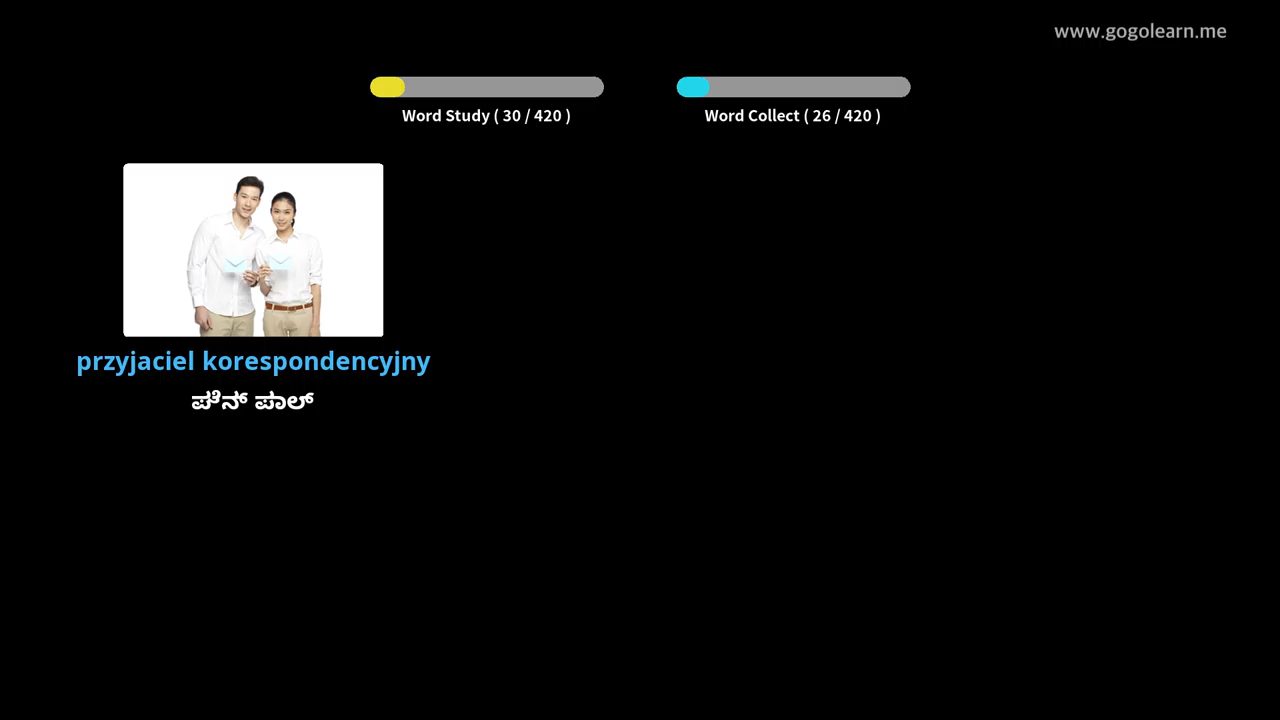 www.gogolearn.me
Word Study ( 30 / 420 )
Word Collect ( 26 / 420 )
przyjaciel korespondencyjny
ಪೆನ್ ಪಾಲ್